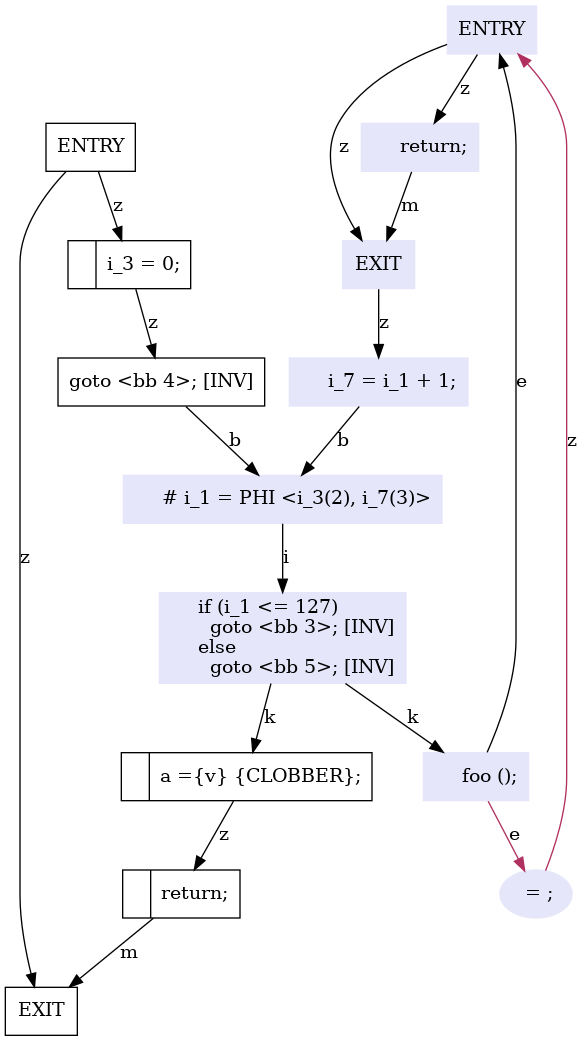 ENTRY
z
z
return;
ENTRY
z
m
z
i_3 = 0;
EXIT
z
z
goto <bb 4>; [INV]
i_7 = i_1 + 1;
e
b
b
z
# i_1 = PHI <i_3(2), i_7(3)>
z
i
if (i_1 <= 127)
goto <bb 3>; [INV]
else
goto <bb 5>; [INV]
k
k
a ={v} {CLOBBER};
foo ();
z
e
return;
= ;
m
EXIT